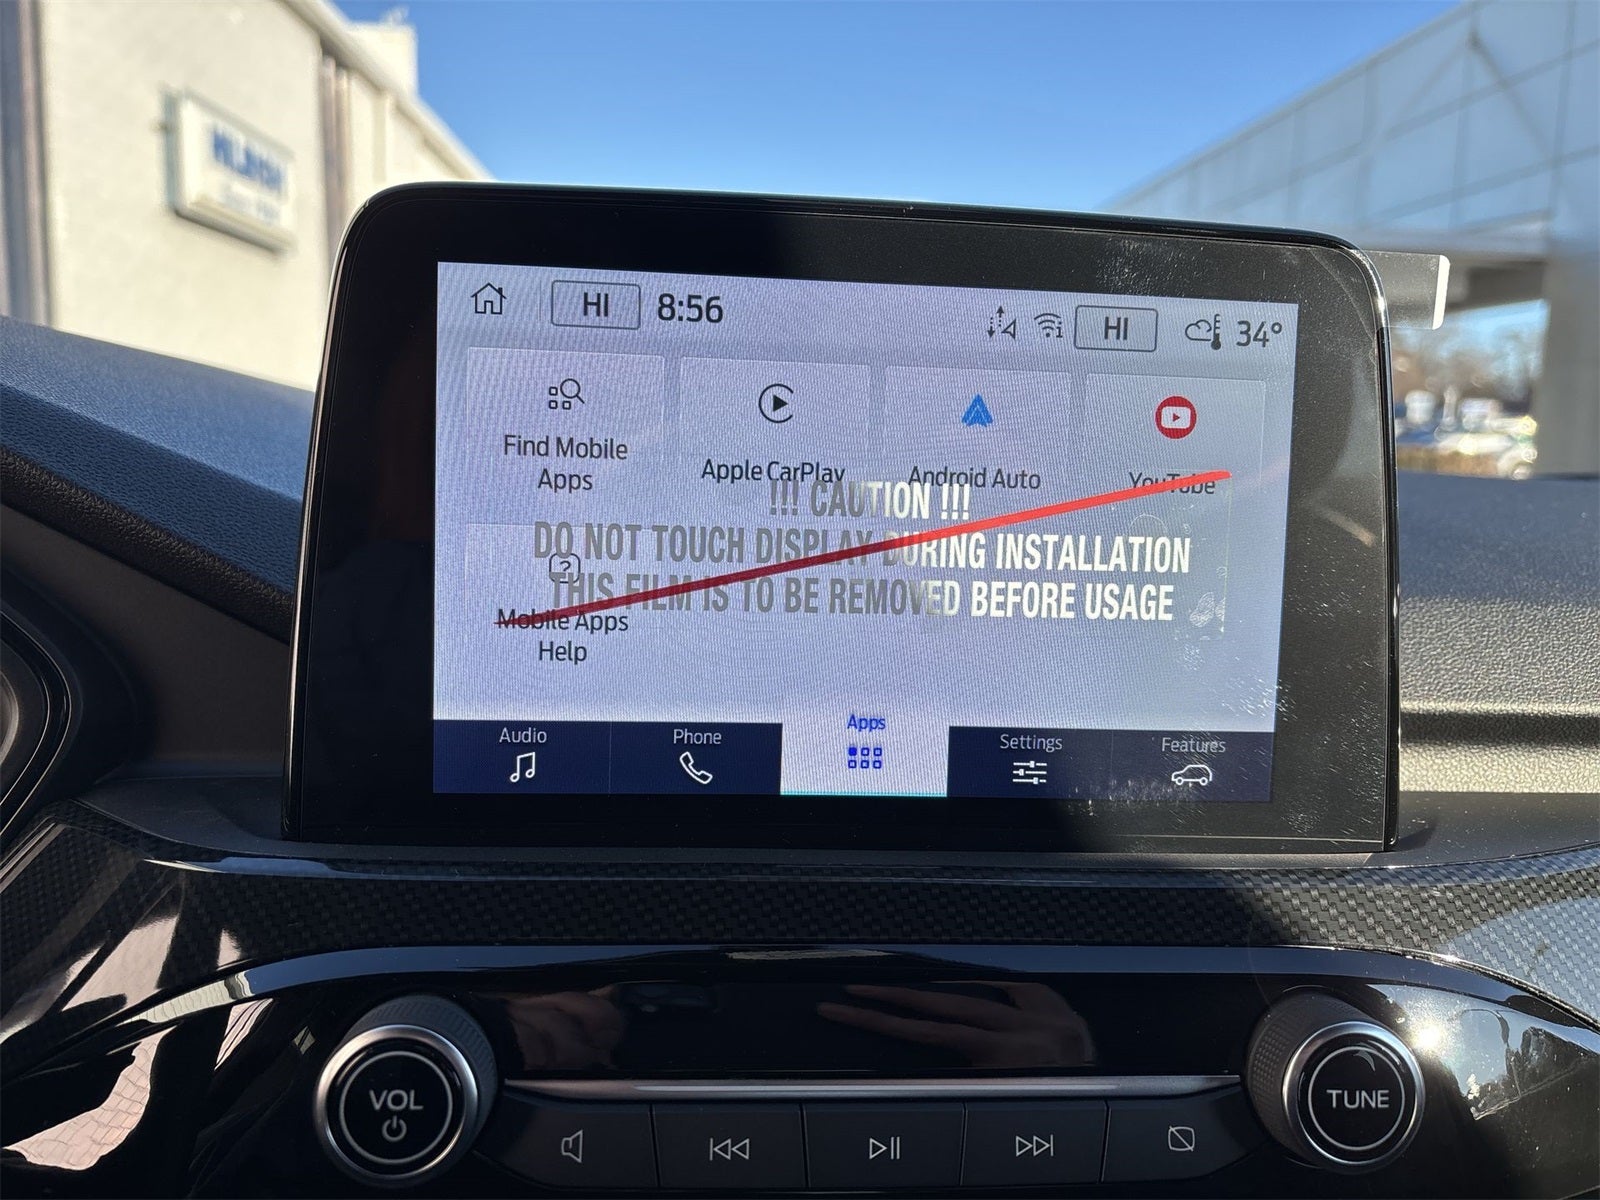 HI 8:56 HI 34°
Find Mobile
Apps
Apple CarPlay
Android Auto
YouTube
!!! CAUTION !!!
DO NOT TOUCH DISPLAY DURING INSTALLATION
THIS FILM IS TO BE REMOVED BEFORE USAGE
Mobile Apps
Help
Audio
Phone
Apps
Settings
Features
VOL
TUNE